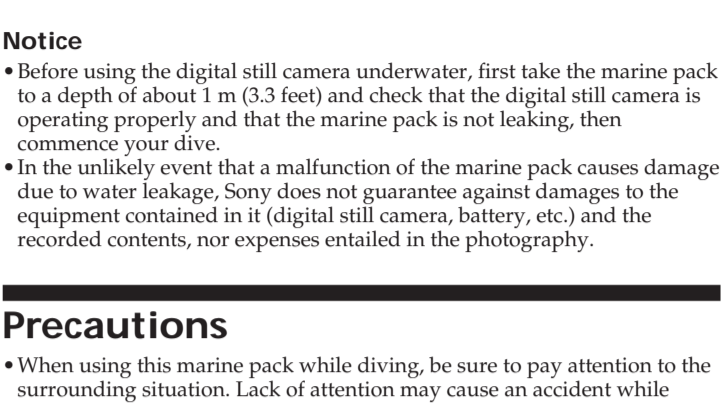 Notice
• Before using the digital still camera underwater, first take the marine pack
to a depth of about 1 m (3.3 feet) and check that the digital still camera is
operating properly and that the marine pack is not leaking, then
commence your dive.
• In the unlikely event that a malfunction of the marine pack causes damage
due to water leakage, Sony does not guarantee against damages to the
equipment contained in it (digital still camera, battery, etc.) and the
recorded contents, nor expenses entailed in the photography.
Precautions
• When using this marine pack while diving, be sure to pay attention to the
surrounding situation. Lack of attention may cause an accident while